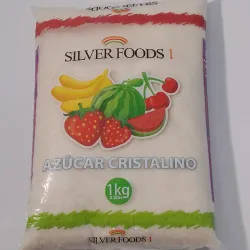 SILVER FOODS 1
AZÚCAR CRISTALINO
1kg
SILVER FOODS 1